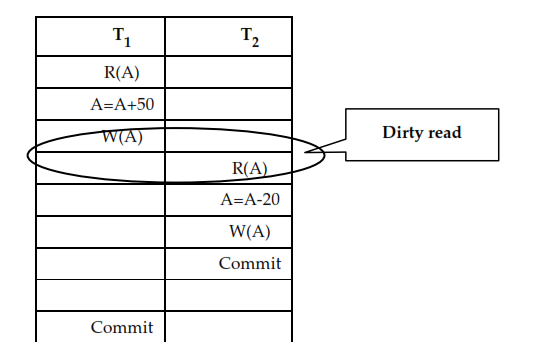 T1 T2
R(A)
A=A+50
W(A)
Dirty read
R(A)
A=A-20
W(A)
Commit
Commit